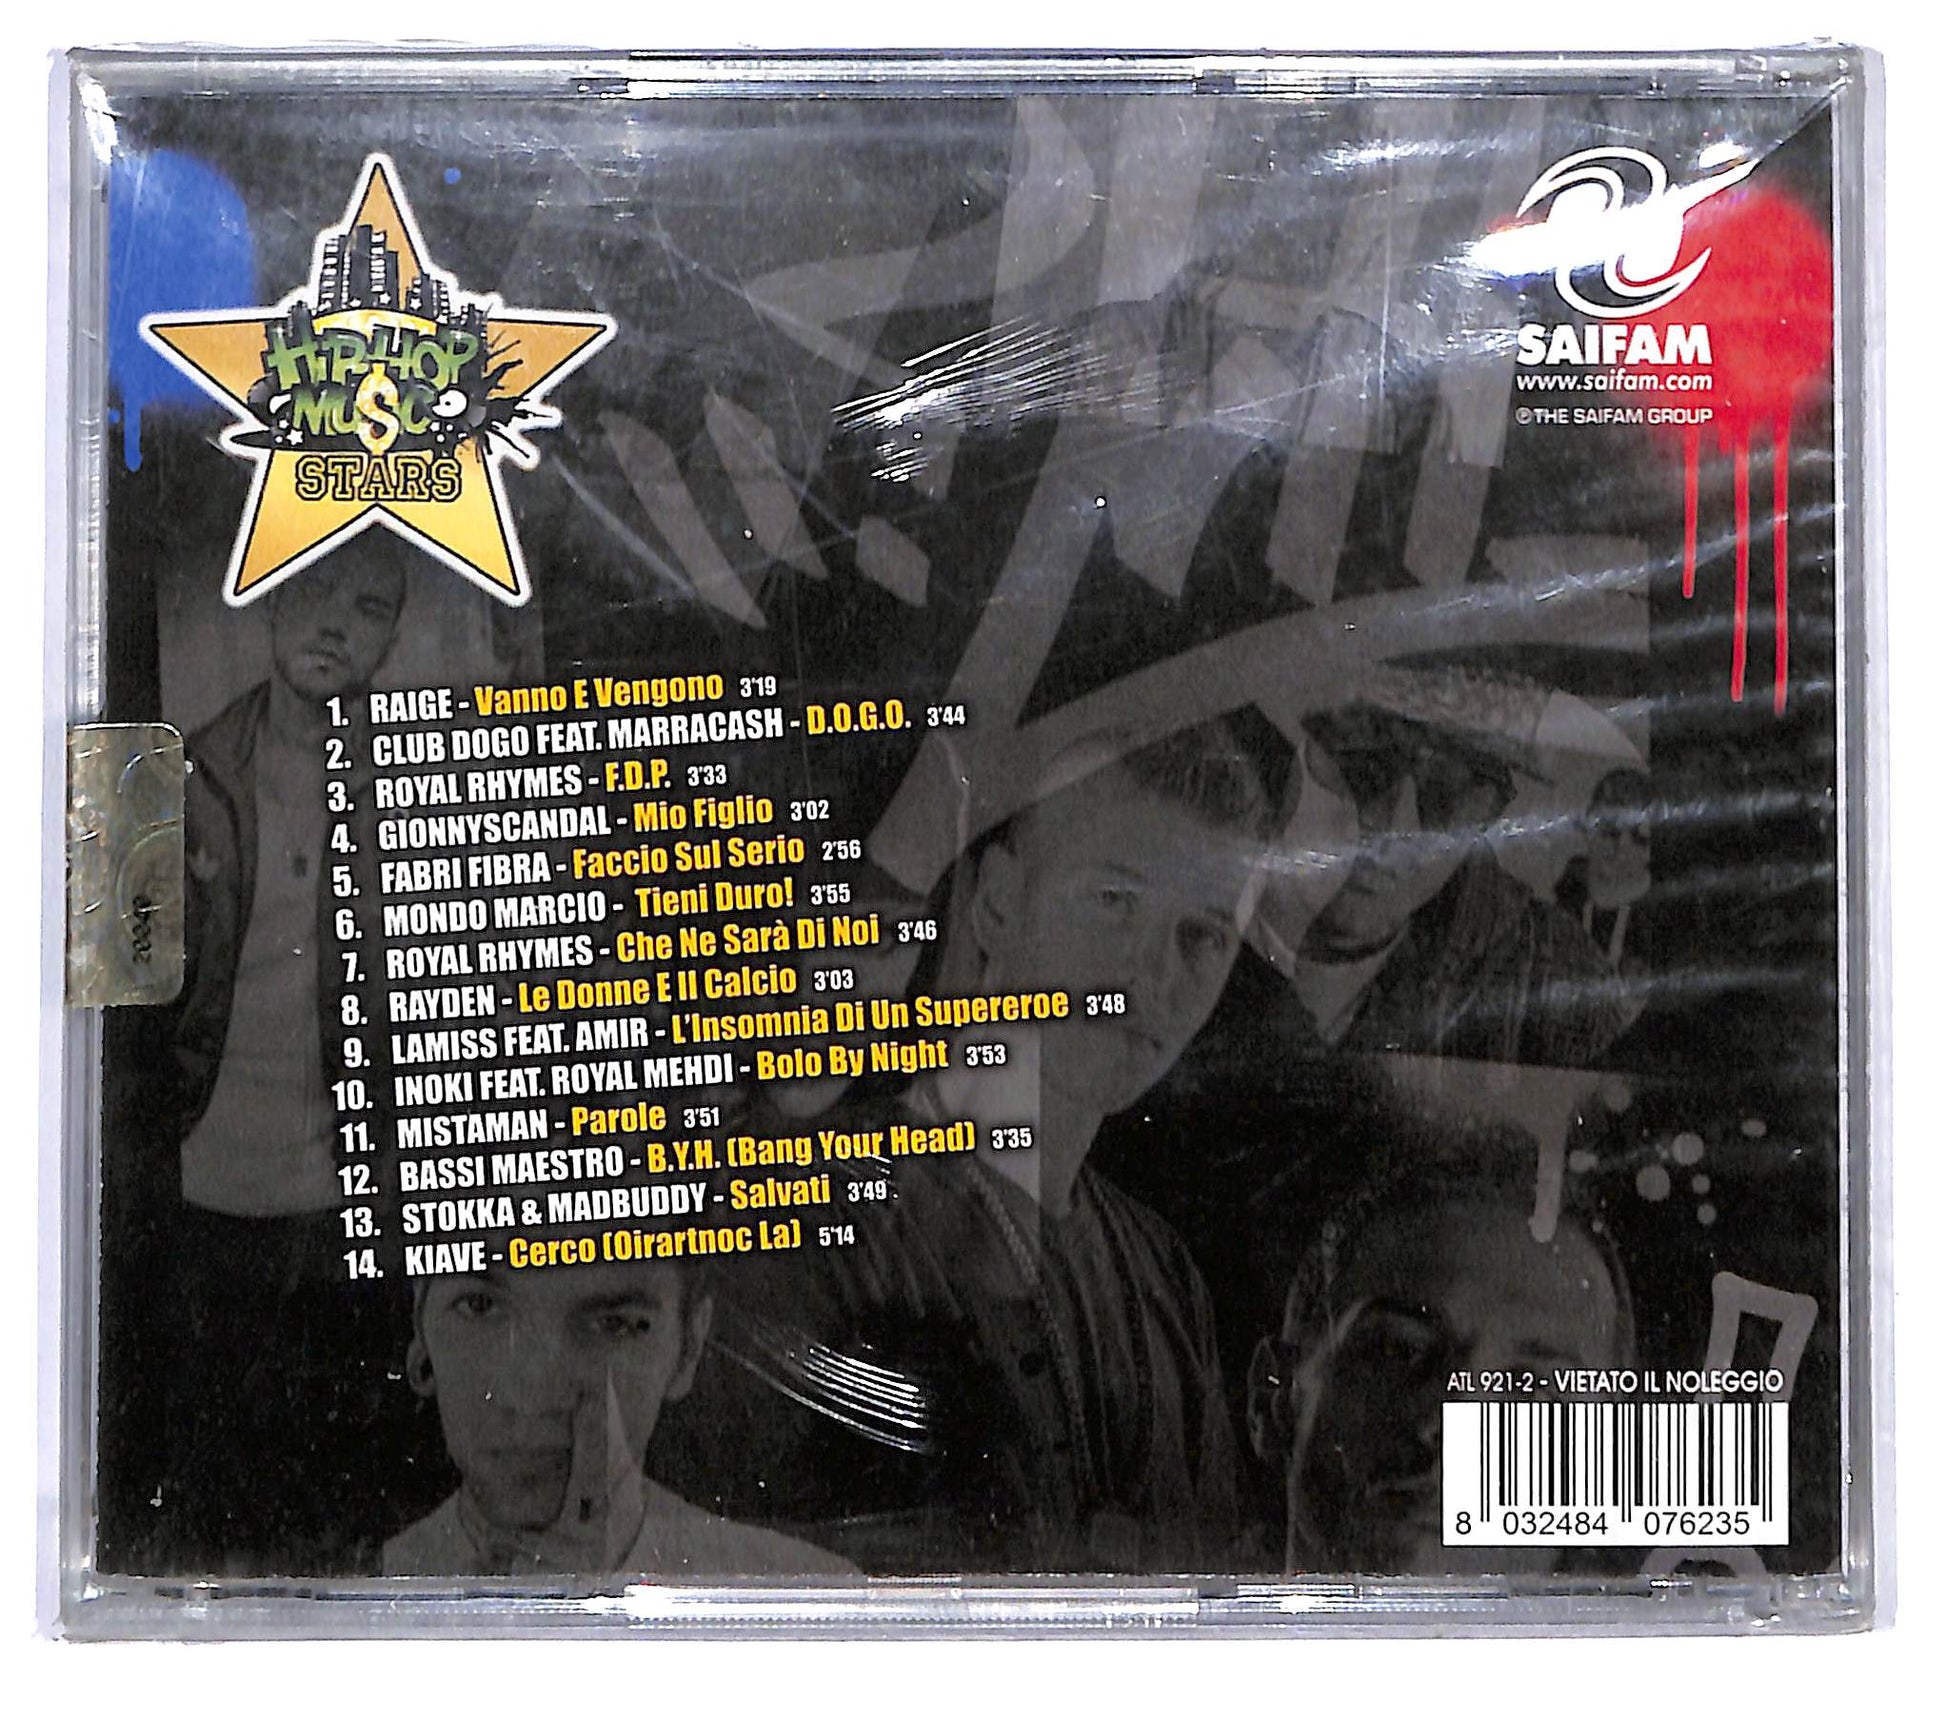 HIP HOP
MUSIC
STARS
SAIFAM
www.saifam.com
℗ THE SAIFAM GROUP
1. RAIGE - Vanno E Vengono 3'19
2. CLUB DOGO FEAT. MARRACASH - D.O.G.O. 3'44
3. ROYAL RHYMES - F.D.P. 3'33
4. GIONNYSCANDAL - Mio Figlio 3'02
5. FABRI FIBRA - Faccio Sul Serio 2'56
6. MONDO MARCIO - Tieni Duro! 3'55
7. ROYAL RHYMES - Che Ne Sarà Di Noi 3'46
8. RAYDEN - Le Donne E Il Calcio 3'03
9. LAMISS FEAT. AMIR - L'Insomnia Di Un Supereroe 3'48
10. INOKI FEAT. ROYAL MEHDI - Bolo By Night 3'53
11. MISTAMAN - Parole 3'51
12. BASSI MAESTRO - B.Y.H. (Bang Your Head) 3'35
13. STOKKA & MADBUDDY - Salvati 3'49
14. KIAVE - Cerco (Oirartnoc La) 5'14
ATL 921-2 - VIETATO IL NOLEGGIO
8 032484 076235